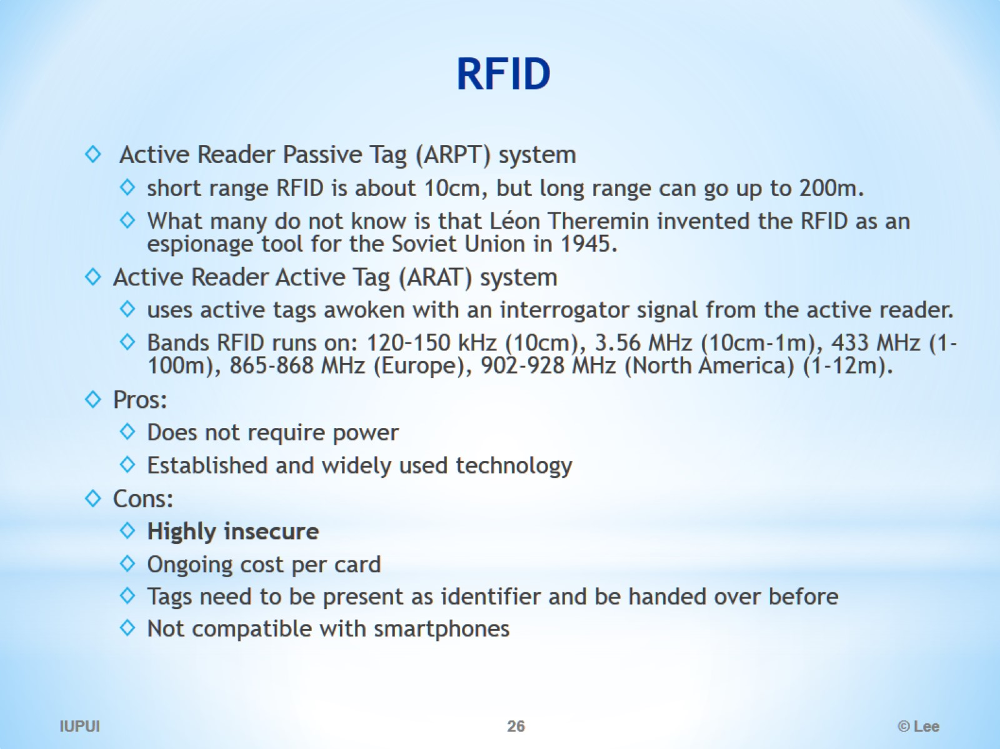 RFID
Active Reader Passive Tag (ARPT) system
short range RFID is about 10cm, but long range can go up to 200m.
What many do not know is that Léon Theremin invented the RFID as an
espionage tool for the Soviet Union in 1945.
Active Reader Active Tag (ARAT) system
uses active tags awoken with an interrogator signal from the active reader.
Bands RFID runs on: 120–150 kHz (10cm), 3.56 MHz (10cm-1m), 433 MHz (1-
100m), 865-868 MHz (Europe), 902-928 MHz (North America) (1-12m).
Pros:
Does not require power
Established and widely used technology
Cons:
Highly insecure
Ongoing cost per card
Tags need to be present as identifier and be handed over before
Not compatible with smartphones
IUPUI 26 © Lee